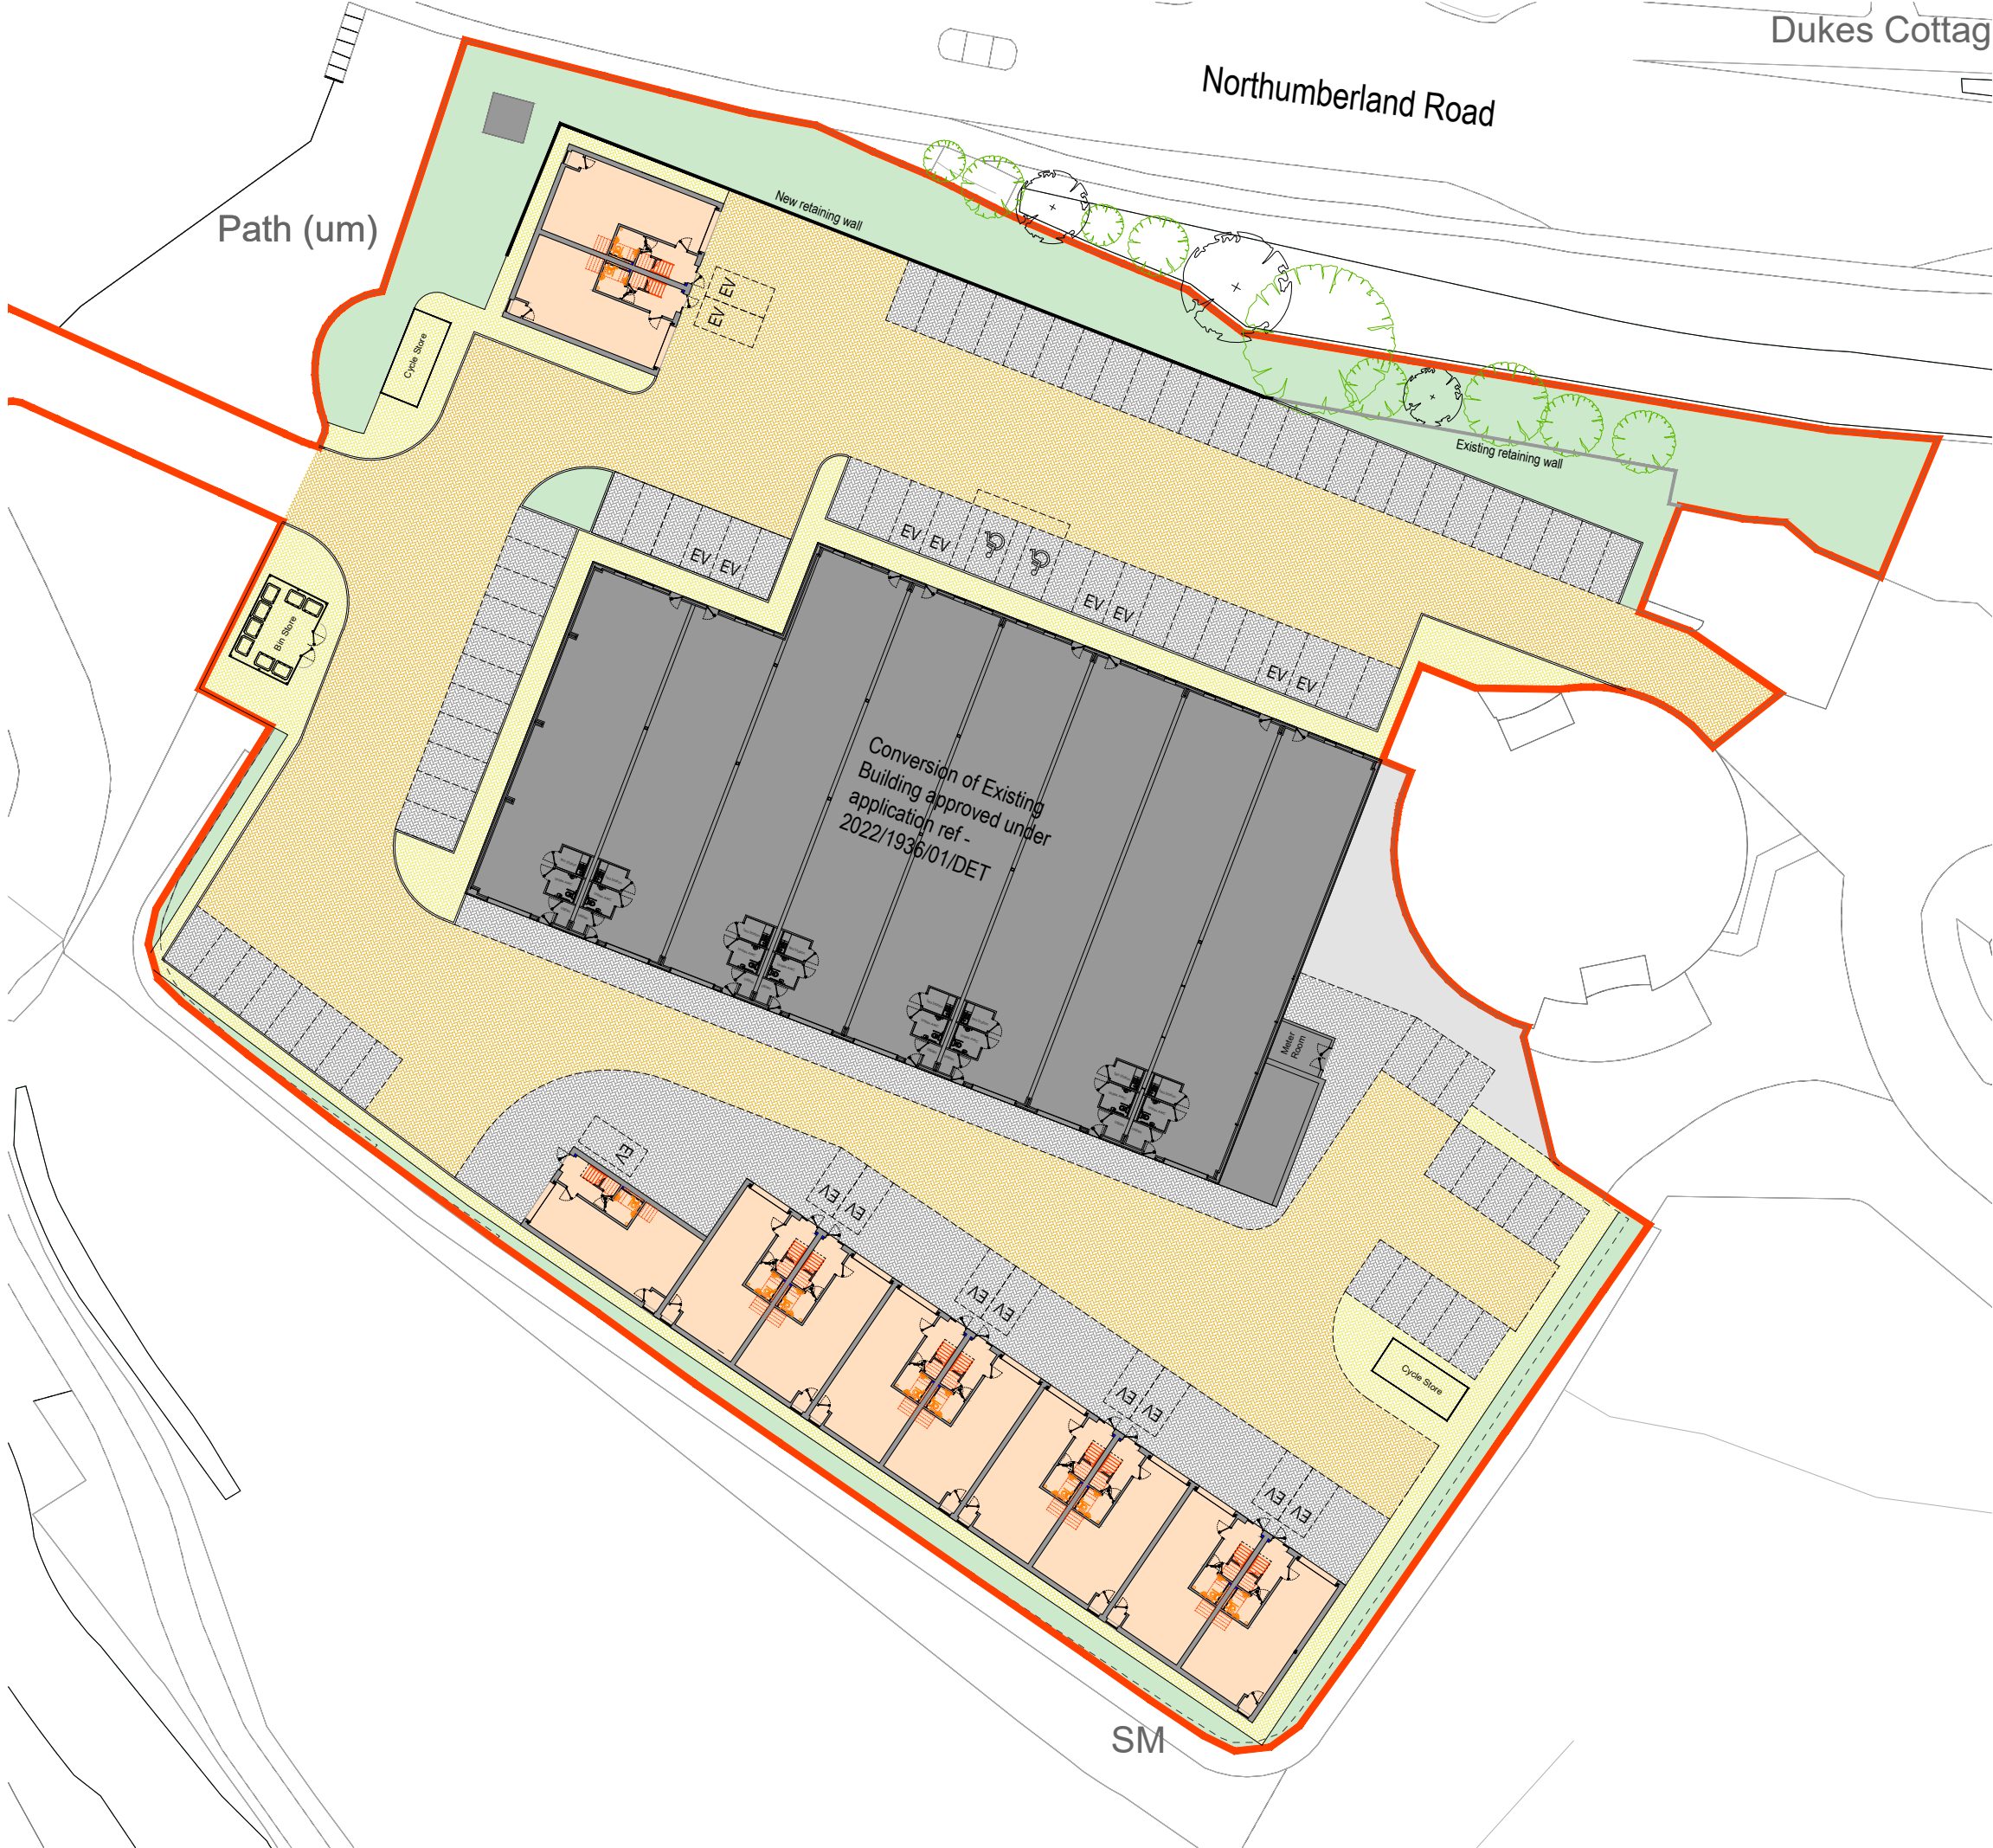 Dukes Cottag
Northumberland Road
Path (um)
New retaining wall
EV
EV
Cycle Store
Existing retaining wall
EV
EV
EV
EV
EV
EV
EV
EV
Bin Store
Conversion of Existing
Building approved under
application ref -
2022/1936/01/DET
Meter
Room
EV
EV
EV
EV
EV
EV
EV
EV
EV
Cycle Store
SM